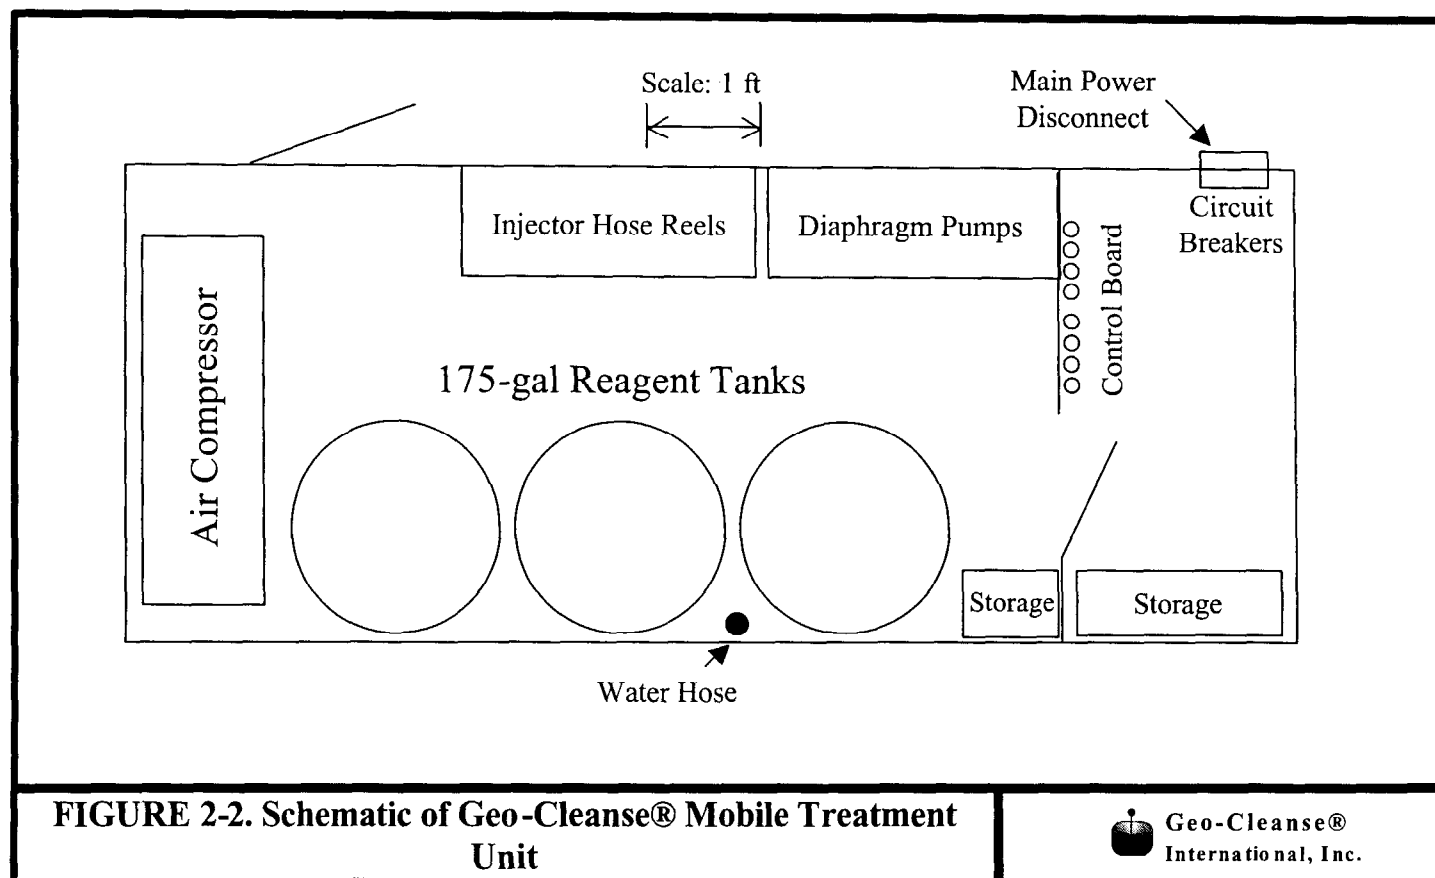 Scale: 1 ft
Main Power
Disconnect
Injector Hose Reels
Diaphragm Pumps
Circuit
Breakers
Control Board
Air Compressor
175-gal Reagent Tanks
Storage
Storage
Water Hose
FIGURE 2-2. Schematic of Geo-Cleanse® Mobile Treatment
Unit
Geo-Cleanse®
International, Inc.